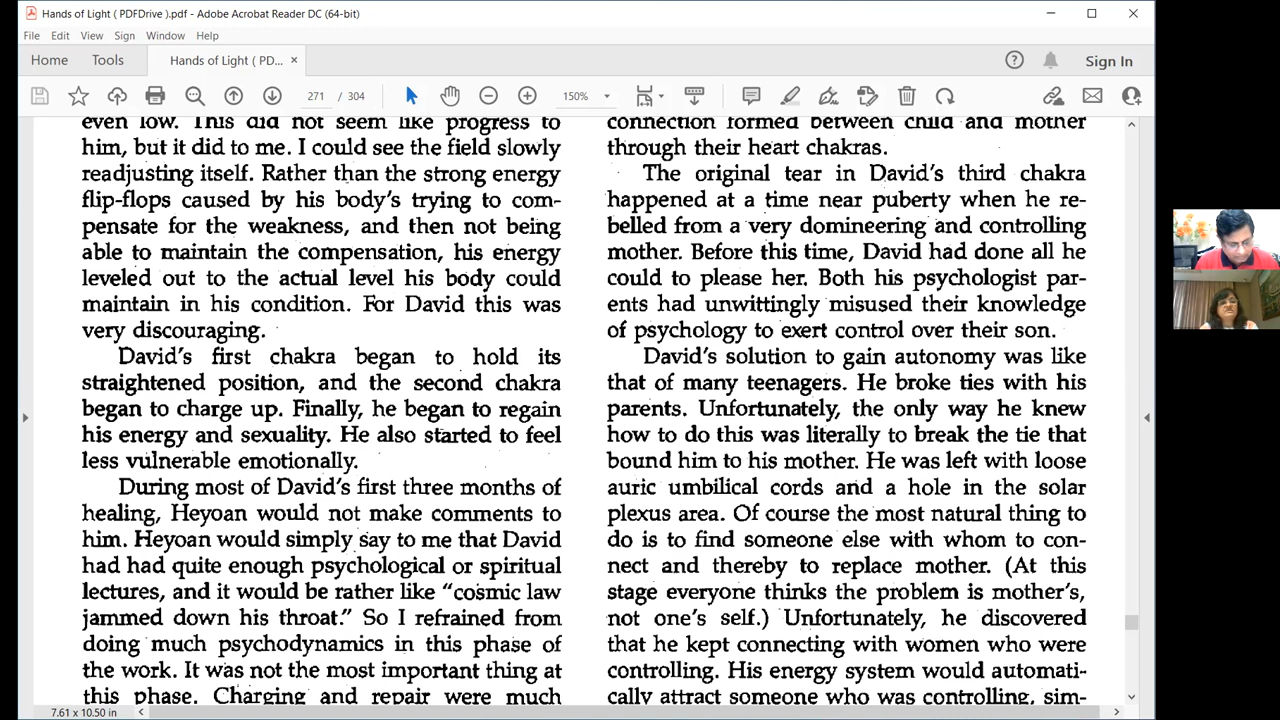 Hands of Light ( PDFDrive ).pdf - Adobe Acrobat Reader DC (64-bit)
File Edit View Sign Window Help
Home Tools Hands of Light ( PD... × Sign In
271 / 304 150%
even low. This did not seem like progress to
him, but it did to me. I could see the field slowly
readjusting itself. Rather than the strong energy
flip-flops caused by his body's trying to com-
pensate for the weakness, and then not being
able to maintain the compensation, his energy
leveled out to the actual level his body could
maintain in his condition. For David this was
very discouraging.
David's first chakra began to hold its
straightened position, and the second chakra
began to charge up. Finally, he began to regain
his energy and sexuality. He also started to feel
less vulnerable emotionally.
During most of David's first three months of
healing, Heyoan would not make comments to
him. Heyoan would simply say to me that David
had had quite enough psychological or spiritual
lectures, and it would be rather like "cosmic law
jammed down his throat." So I refrained from
doing much psychodynamics in this phase of
the work. It was not the most important thing at
this phase. Charging and repair were much
connection formed between child and mother
through their heart chakras.
The original tear in David's third chakra
happened at a time near puberty when he re-
belled from a very domineering and controlling
mother. Before this time, David had done all he
could to please her. Both his psychologist par-
ents had unwittingly misused their knowledge
of psychology to exert control over their son.
David's solution to gain autonomy was like
that of many teenagers. He broke ties with his
parents. Unfortunately, the only way he knew
how to do this was literally to break the tie that
bound him to his mother. He was left with loose
auric umbilical cords and a hole in the solar
plexus area. Of course the most natural thing to
do is to find someone else with whom to con-
nect and thereby to replace mother. (At this
stage everyone thinks the problem is mother's,
not one's self.) Unfortunately, he discovered
that he kept connecting with women who were
controlling. His energy system would automati-
cally attract someone who was controlling, sim-
7.61 x 10.50 in